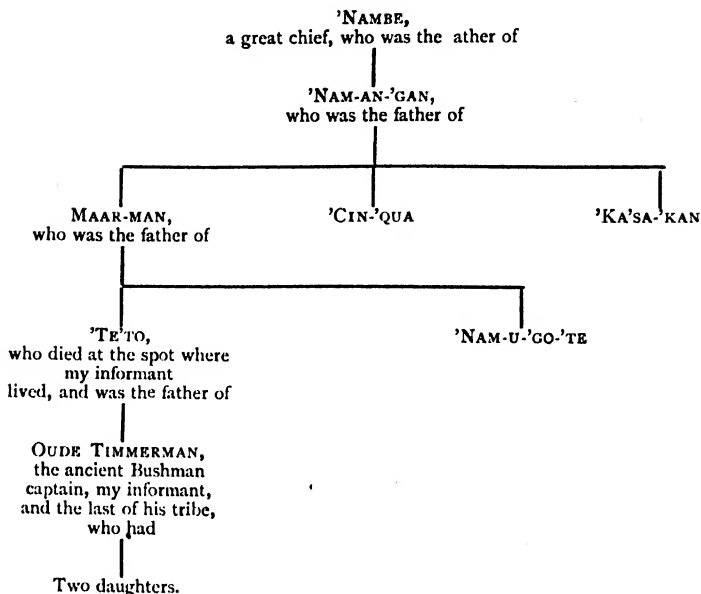 'NAMBE,
a great chief, who was the ather of
'NAM-AN-'GAN,
who was the father of
MAAR-MAN,
who was the father of
'CIN-'QUA
'KA'SA-'KAN
'TE'TO,
who died at the spot where
my informant
lived, and was the father of
'NAM-U-'GO-'TE
OUDE TIMMERMAN,
the ancient Bushman
captain, my informant,
and the last of his tribe,
who had
Two daughters.